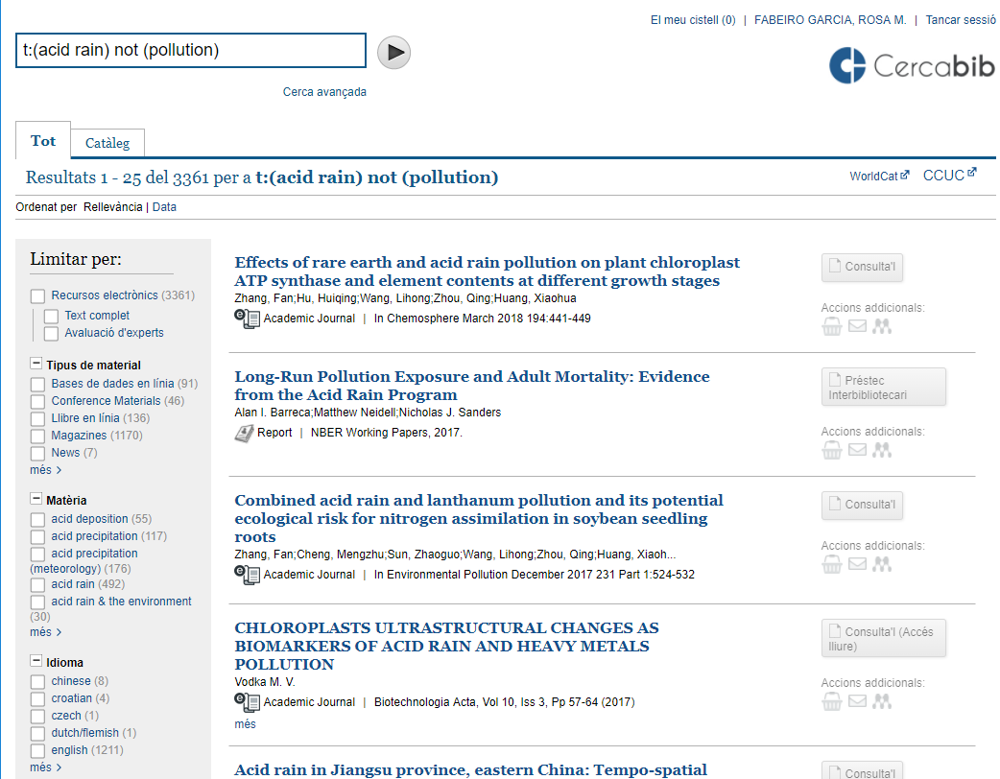 El meu cistell (0) | FABEIRO GARCIA, ROSA M. | Tancar sessió
t:(acid rain) not (pollution)
Cercabib
Cerca avançada
Tot
Catàleg
Resultats 1 - 25 del 3361 per a t:(acid rain) not (pollution)
WorldCat CCUC
Ordenat per Rellevància | Data
Limitar per:
Recursos electrònics (3361)
Text complet
Avaluació d'experts
Tipus de material
Bases de dades en línia (91)
Conference Materials (46)
Llibre en línia (136)
Magazines (1170)
News (7)
més >
Matèria
acid deposition (55)
acid precipitation (117)
acid precipitation
(meteorology) (176)
acid rain (492)
acid rain & the environment
(30)
més >
Idioma
chinese (8)
croatian (4)
czech (1)
dutch/flemish (1)
english (1211)
més >
Effects of rare earth and acid rain pollution on plant chloroplast
ATP synthase and element contents at different growth stages
Zhang, Fan;Hu, Huiqing;Wang, Lihong;Zhou, Qing;Huang, Xiaohua
Academic Journal | In Chemosphere March 2018 194:441-449
Consulta'l
Accions addicionals:
Long-Run Pollution Exposure and Adult Mortality: Evidence
from the Acid Rain Program
Alan I. Barreca;Matthew Neidell;Nicholas J. Sanders
Report | NBER Working Papers, 2017.
Préstec
Interbibliotecari
Accions addicionals:
Combined acid rain and lanthanum pollution and its potential
ecological risk for nitrogen assimilation in soybean seedling
roots
Zhang, Fan;Cheng, Mengzhu;Sun, Zhaoguo;Wang, Lihong;Zhou, Qing;Huang, Xiaoh...
Academic Journal | In Environmental Pollution December 2017 231 Part 1:524-532
Consulta'l
Accions addicionals:
CHLOROPLASTS ULTRASTRUCTURAL CHANGES AS
BIOMARKERS OF ACID RAIN AND HEAVY METALS
POLLUTION
Vodka M. V.
Academic Journal | Biotechnologia Acta, Vol 10, Iss 3, Pp 57-64 (2017)
més
Consulta'l (Accés
lliure)
Accions addicionals:
Acid rain in Jiangsu province, eastern China: Tempo-spatial
Consulta'l